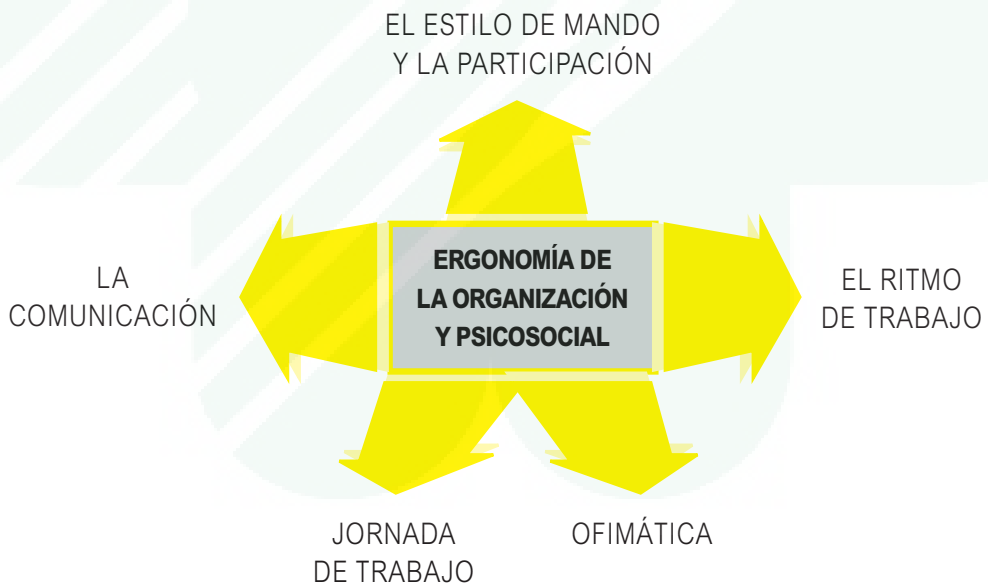 EL ESTILO DE MANDO
Y LA PARTICIPACIÓN
LA
COMUNICACIÓN
ERGONOMÍA DE
LA ORGANIZACIÓN
Y PSICOSOCIAL
EL RITMO
DE TRABAJO
JORNADA
DE TRABAJO
OFIMÁTICA